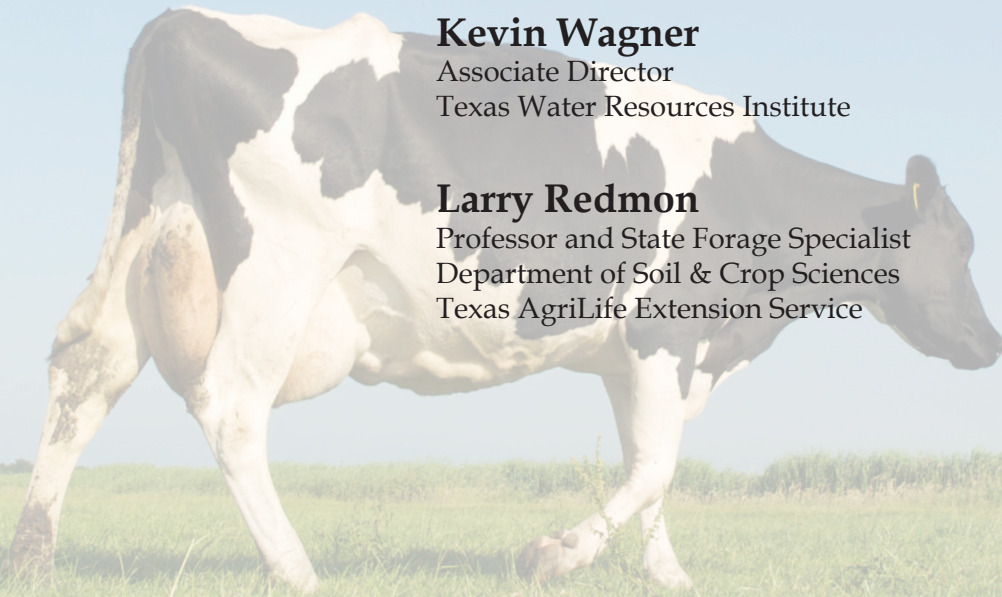 Kevin Wagner
Associate Director
Texas Water Resources Institute
Larry Redmon
Professor and State Forage Specialist
Department of Soil & Crop Sciences
Texas AgriLife Extension Service